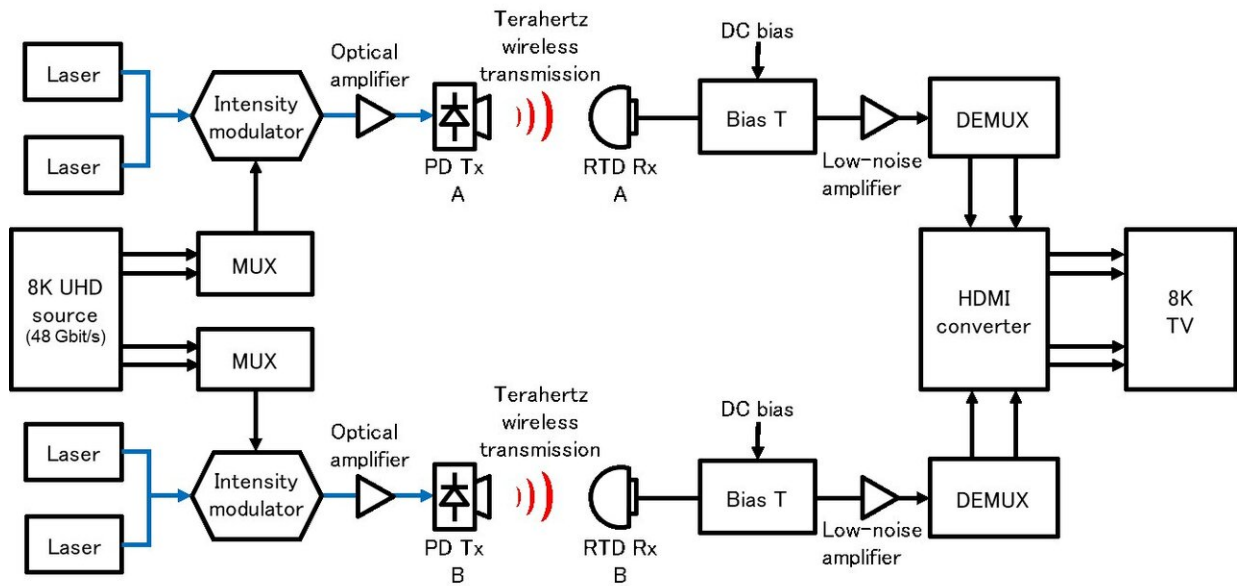 Laser
Laser
Intensity
modulator
Optical
amplifier
PD Tx
A
Terahertz
wireless
transmission
RTD Rx
A
DC bias
Bias T
Low-noise
amplifier
DEMUX
8K UHD
source
(48 Gbit/s)
MUX
MUX
HDMI
converter
8K
TV
Laser
Laser
Intensity
modulator
Optical
amplifier
PD Tx
B
Terahertz
wireless
transmission
RTD Rx
B
DC bias
Bias T
Low-noise
amplifier
DEMUX